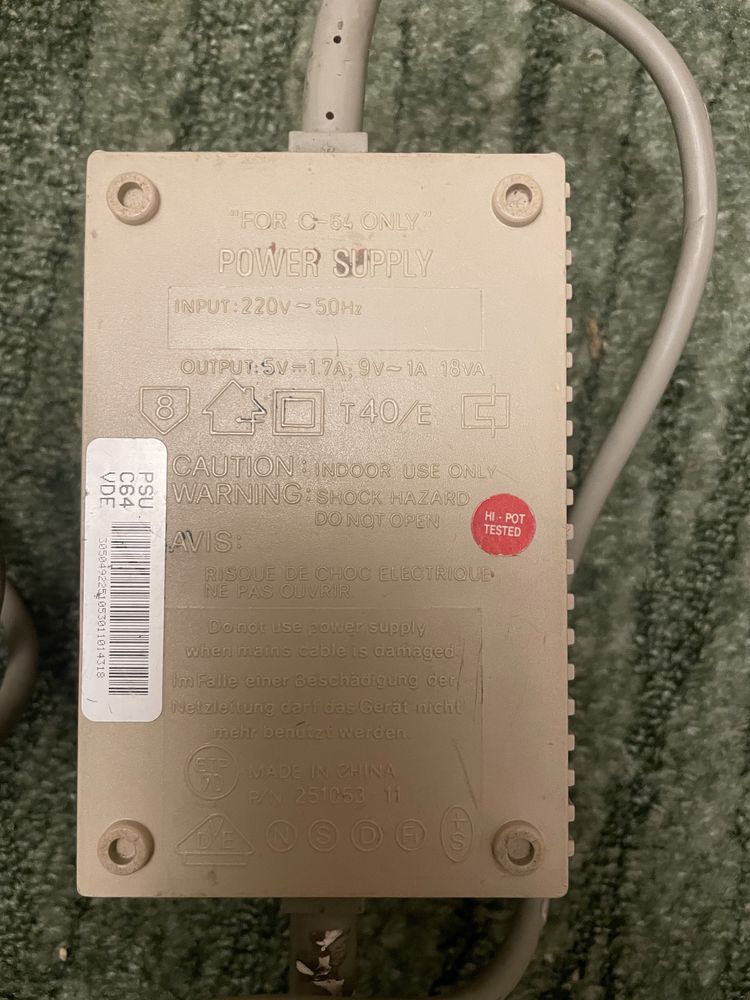 "FOR C-64 ONLY"
POWER SUPPLY
INPUT: 220V ~ 50Hz
OUTPUT: 5V⎓1.7A; 9V~1A 18VA
8
T40/E
CAUTION: INDOOR USE ONLY
WARNING: SHOCK HAZARD
DO NOT OPEN
HI - POT
TESTED
AVIS:
RISQUE DE CHOC ELECTRIQUE
NE PAS OUVRIR.
PSU
C64
VDE
Do not use power supply
when mains cable is damaged
Im Falle einer Beschädigung der
Netzleitung darf das Gerät nicht
mehr benützt werden.
MADE IN CHINA
P/N 251053 11
VDE N S D FI +S